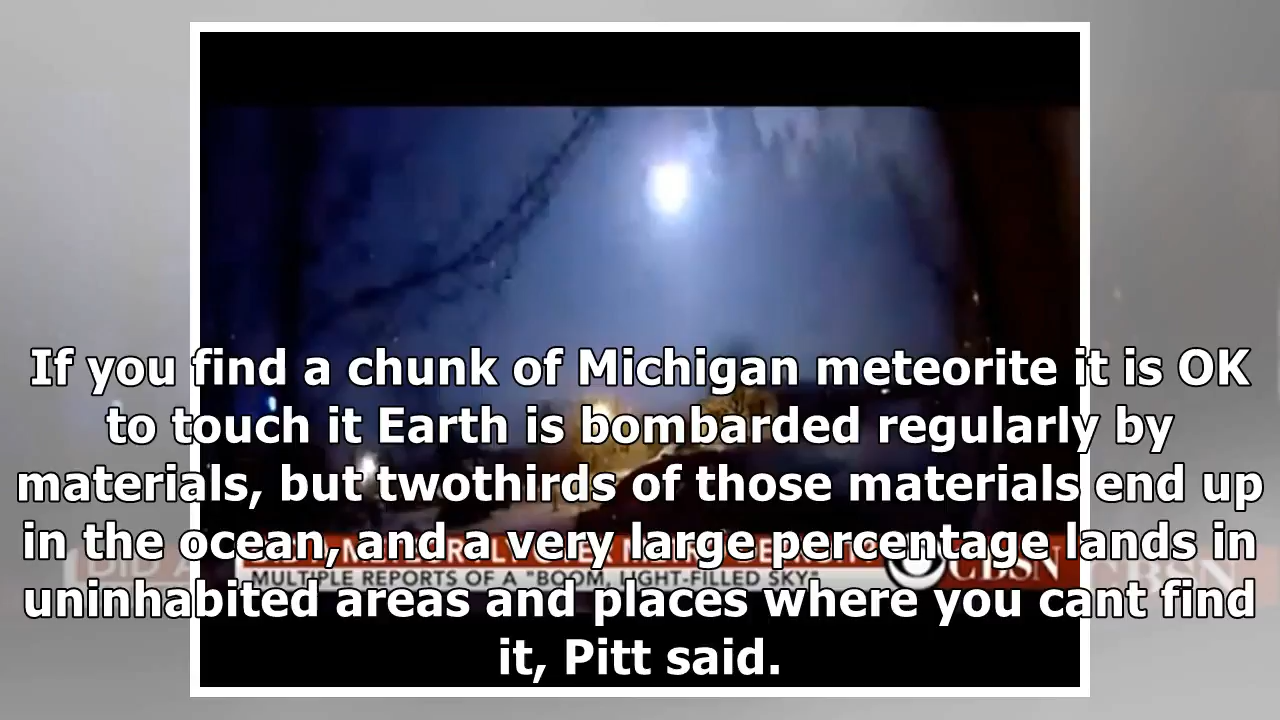 If you find a chunk of Michigan meteorite it is OK
to touch it Earth is bombarded regularly by
materials, but twothirds of those materials end up
in the ocean, and a very large percentage lands in
MULTIPLE REPORTS OF A "BOOM, LIGHT-FILLED SKY"
CBSN
uninhabited areas and places where you cant find
it, Pitt said.